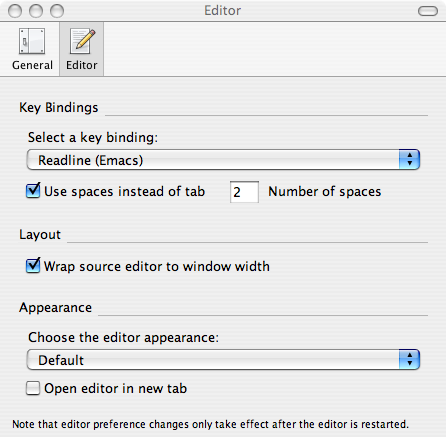 Editor
General Editor
Key Bindings
Select a key binding:
Readline (Emacs)
Use spaces instead of tab 2 Number of spaces
Layout
Wrap source editor to window width
Appearance
Choose the editor appearance:
Default
Open editor in new tab
Note that editor preference changes only take effect after the editor is restarted.